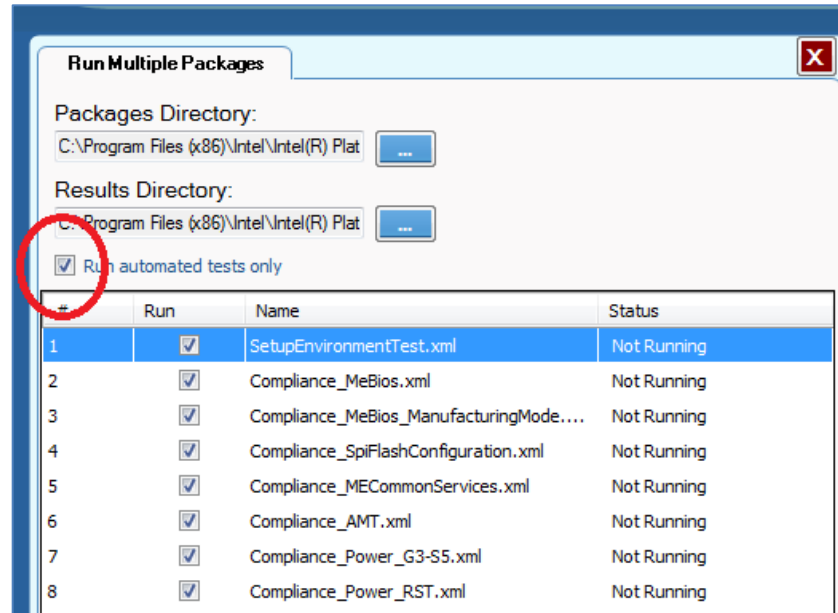 Run Multiple Packages
X
Packages Directory:
C:\Program Files (x86)\Intel\Intel(R) Plat
...
Results Directory:
C:\Program Files (x86)\Intel\Intel(R) Plat
...
Run automated tests only
# Run Name Status
1 SetupEnvironmentTest.xml Not Running
2 Compliance_MeBios.xml Not Running
3 Compliance_MeBios_ManufacturingMode.... Not Running
4 Compliance_SpiFlashConfiguration.xml Not Running
5 Compliance_MECommonServices.xml Not Running
6 Compliance_AMT.xml Not Running
7 Compliance_Power_G3-S5.xml Not Running
8 Compliance_Power_RST.xml Not Running